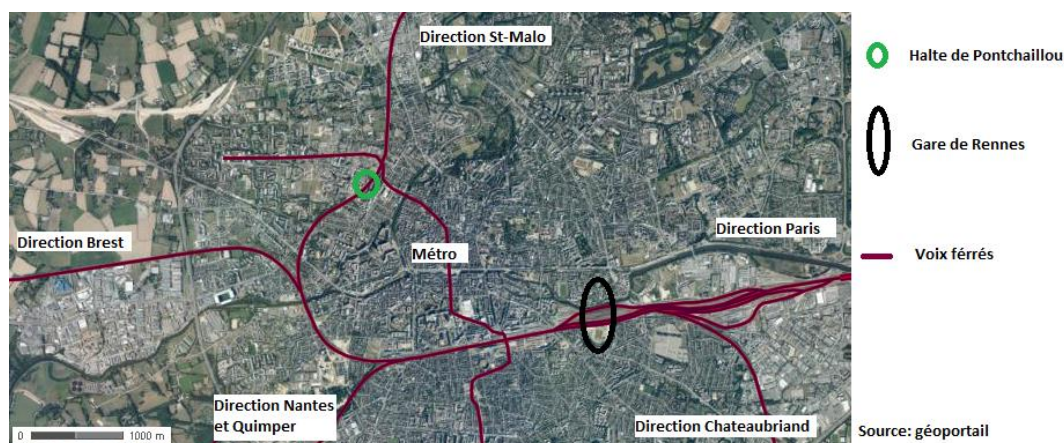 Direction St-Malo
Halte de Pontchaillou
Gare de Rennes
Direction Paris
Direction Brest
Métro
Voix férrés
Direction Nantes
et Quimper
Direction Chateaubriand
Source: géoportail
0 1000 m